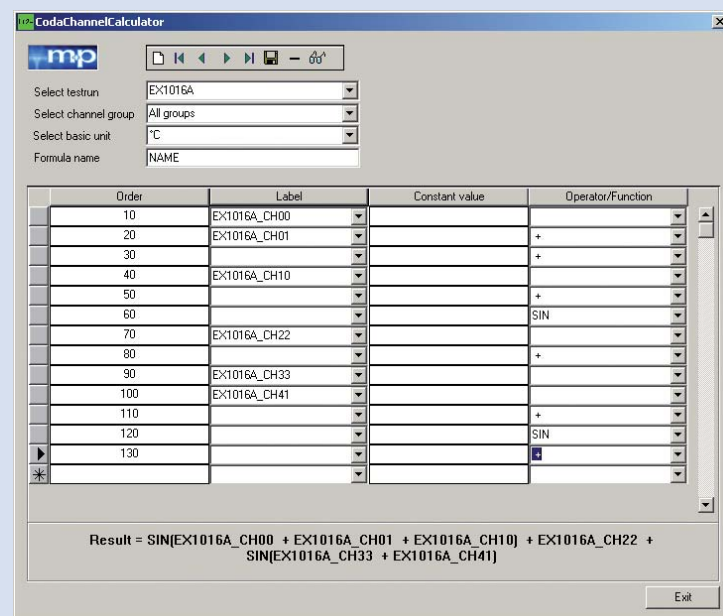 CodaChannelCalculator
mp
Select testrun EX1016A
Select channel group All groups
Select basic unit °C
Formula name NAME
Order Label Constant value Operator/Function
10 EX1016A_CH00
20 EX1016A_CH01 +
30 +
40 EX1016A_CH10
50 +
60 SIN
70 EX1016A_CH22
80 +
90 EX1016A_CH33
100 EX1016A_CH41
110 +
120 SIN
130 +
Result = SIN(EX1016A_CH00 + EX1016A_CH01 + EX1016A_CH10) + EX1016A_CH22 +
SIN(EX1016A_CH33 + EX1016A_CH41)
Exit